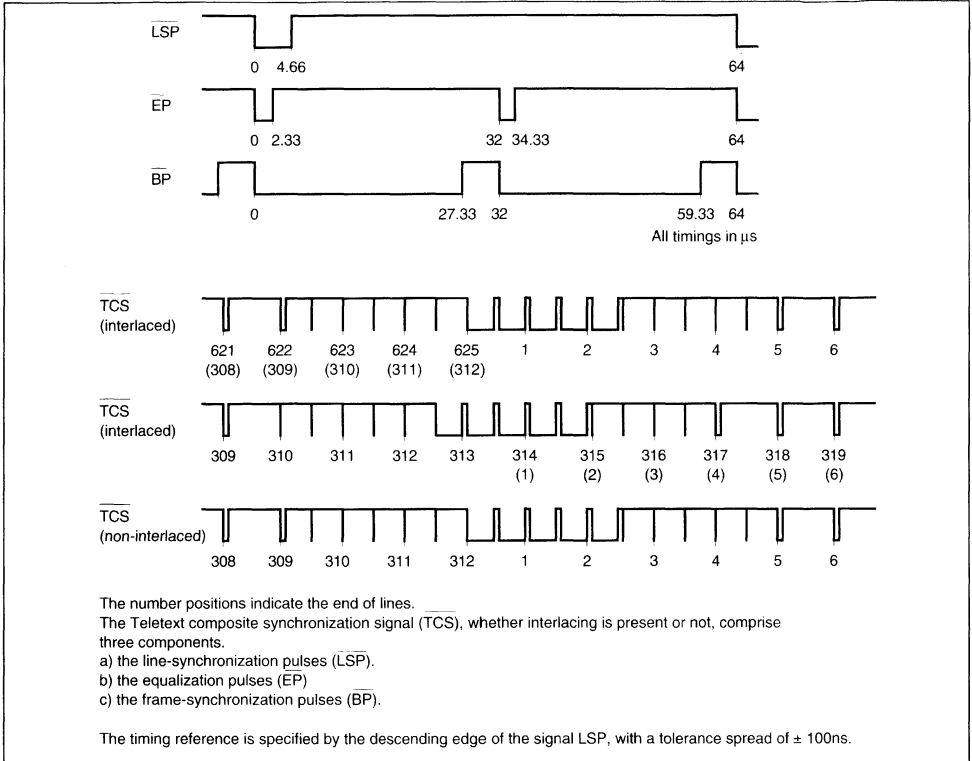 LSP
0 4.66 64
EP
0 2.33 32 34.33 64
BP
0 27.33 32 59.33 64
All timings in µs
TCS
(interlaced)
621 622 623 624 625 1 2 3 4 5 6
(308) (309) (310) (311) (312)
TCS
(interlaced)
309 310 311 312 313 314 315 316 317 318 319
(1) (2) (3) (4) (5) (6)
TCS
(non-interlaced)
308 309 310 311 312 1 2 3 4 5 6
The number positions indicate the end of lines.
The Teletext composite synchronization signal (TCS), whether interlacing is present or not, comprise
three components.
a) the line-synchronization pulses (LSP).
b) the equalization pulses (EP)
c) the frame-synchronization pulses (BP).
The timing reference is specified by the descending edge of the signal LSP, with a tolerance spread of ± 100ns.